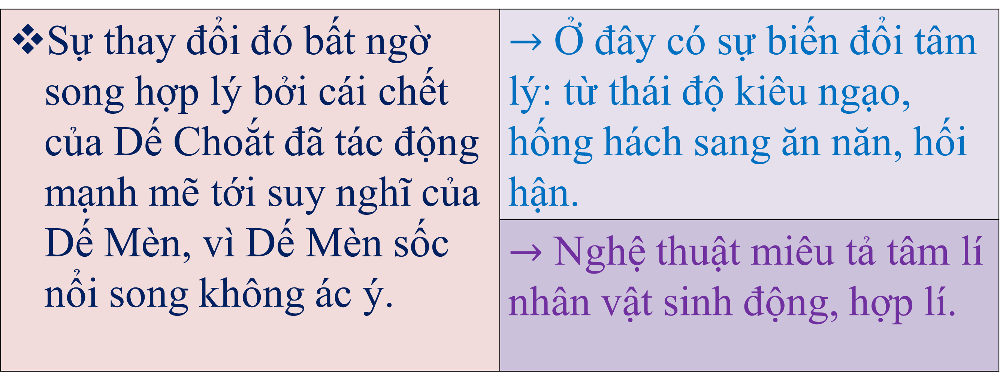 ❖Sự thay đổi đó bất ngờ
song hợp lý bởi cái chết
của Dế Choắt đã tác động
mạnh mẽ tới suy nghĩ của
Dế Mèn, vì Dế Mèn sốc
nổi song không ác ý.
→ Ở đây có sự biến đổi tâm
lý: từ thái độ kiêu ngạo,
hống hách sang ăn năn, hối
hận.
→ Nghệ thuật miêu tả tâm lí
nhân vật sinh động, hợp lí.